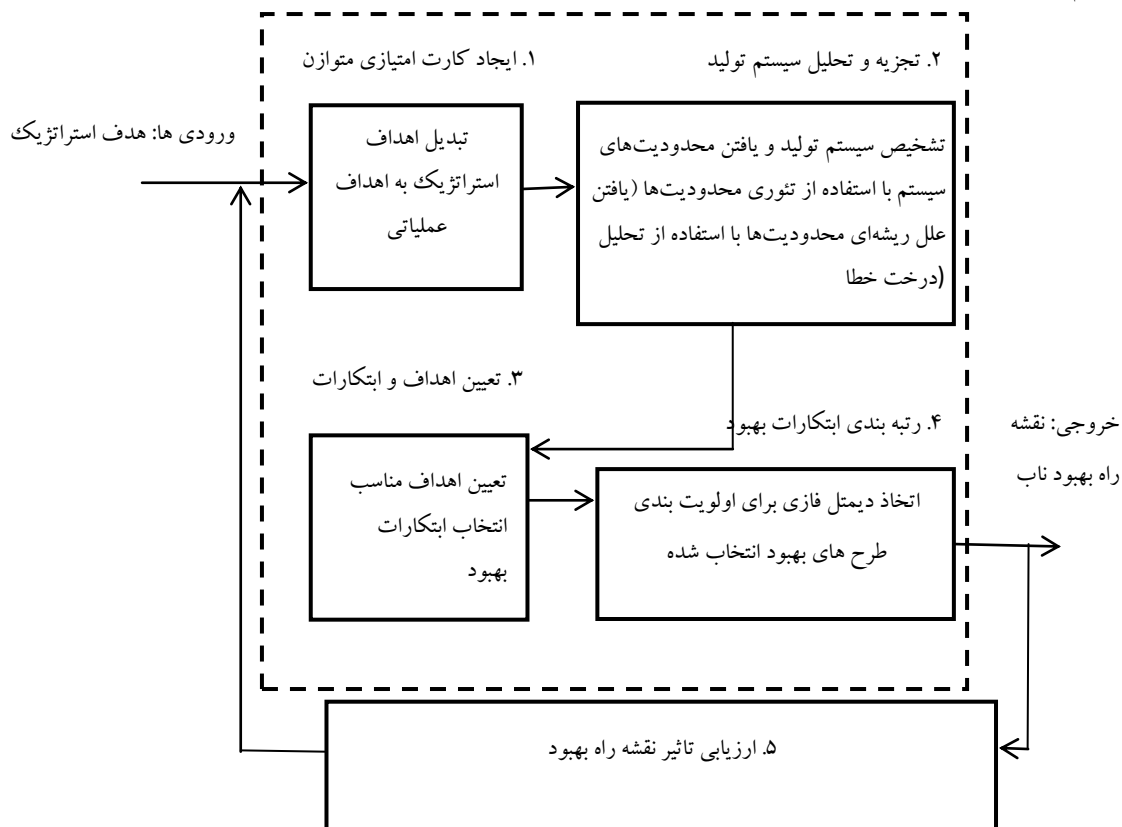 ۱. ایجاد کارت امتیازی متوازن
۲. تجزیه و تحلیل سیستم تولید
ورودی ها: هدف استراتژیک
تبدیل اهداف
استراتژیک به اهداف
عملیاتی
تشخیص سیستم تولید و یافتن محدودیت‌های
سیستم با استفاده از تئوری محدودیت‌ها (یافتن
علل ریشه‌ای محدودیت‌ها با استفاده از تحلیل
درخت خطا)
۳. تعیین اهداف و ابتکارات
۴. رتبه بندی ابتکارات بهبود
خروجی: نقشه
راه بهبود ناب
تعیین اهداف مناسب
انتخاب ابتکارات
بهبود
اتخاذ دیمتل فازی برای اولویت بندی
طرح های بهبود انتخاب شده
۵. ارزیابی تاثیر نقشه راه بهبود